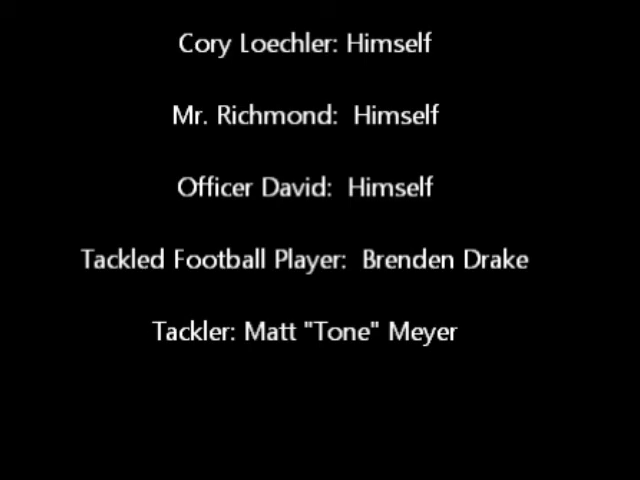 Cory Loechler: Himself
Mr. Richmond:  Himself
Officer David:  Himself
Tackled Football Player:  Brenden Drake
Tackler: Matt "Tone" Meyer